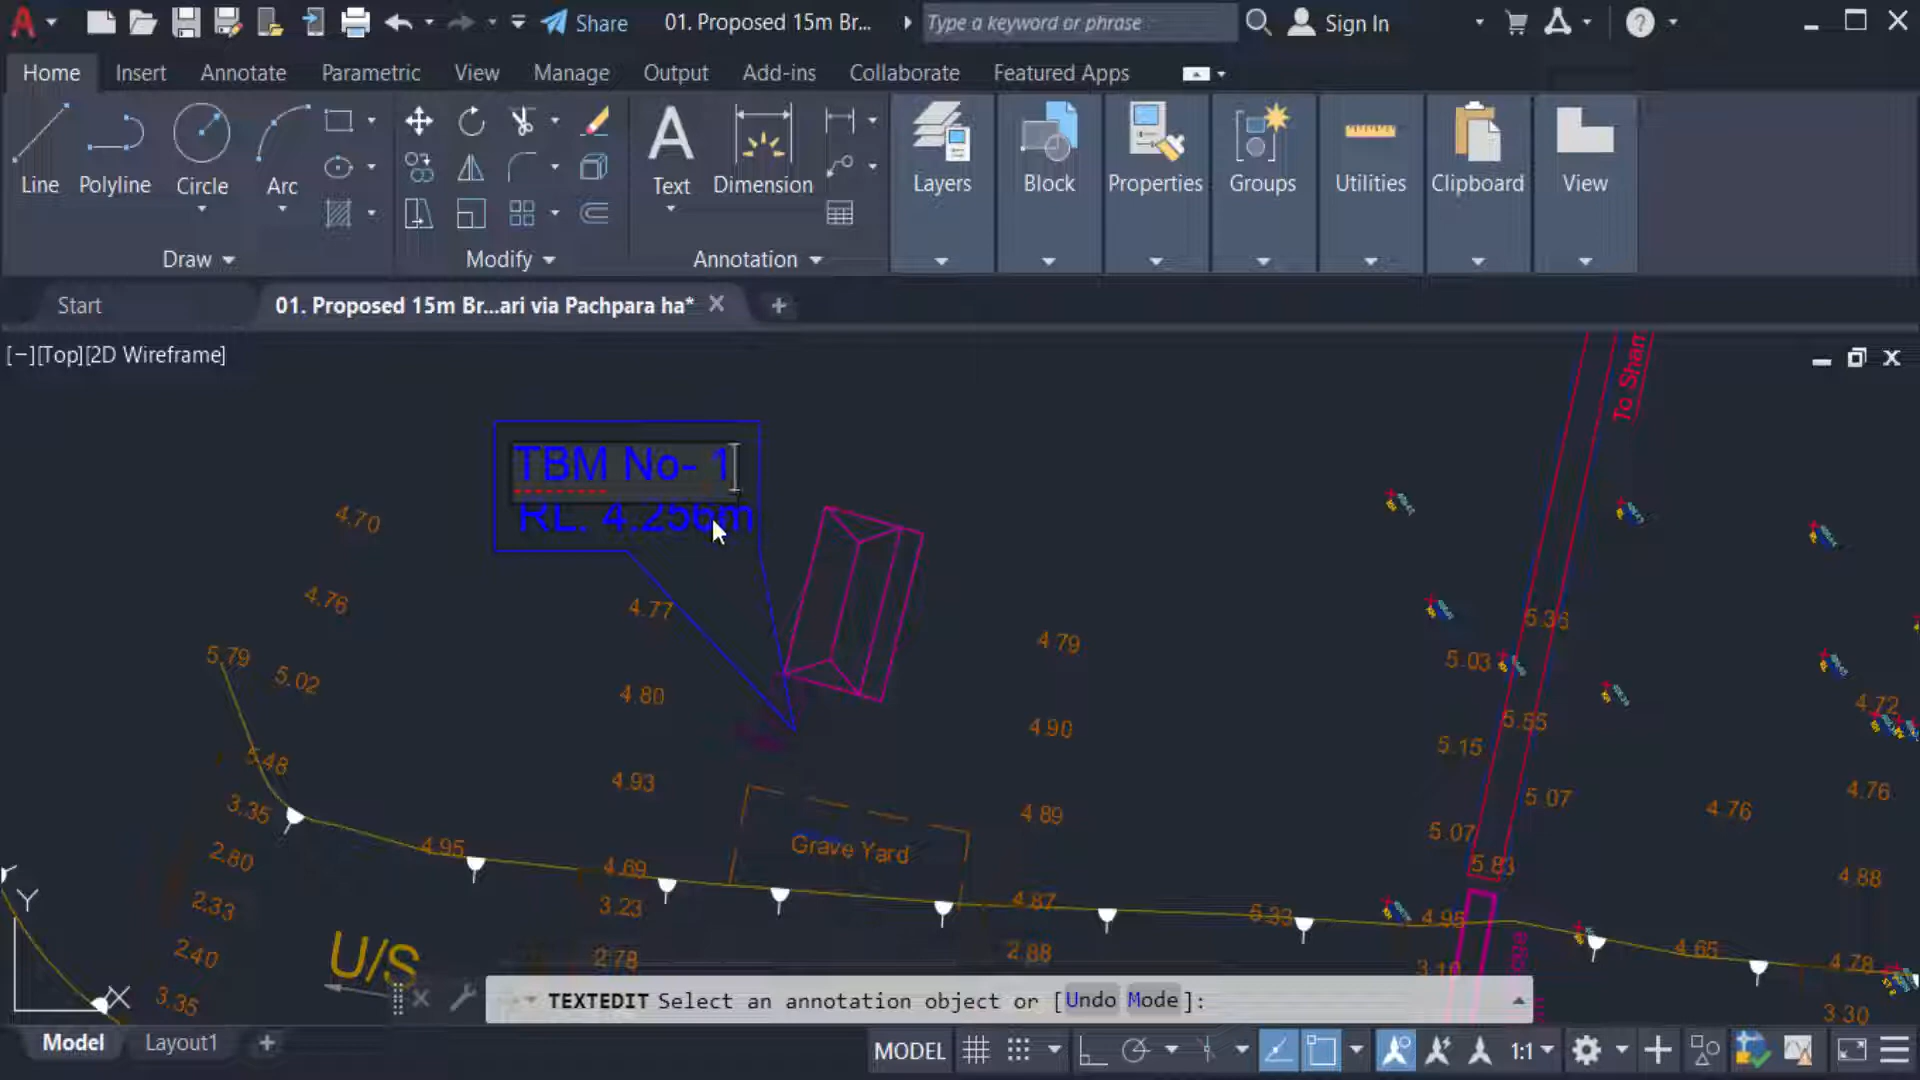 Share
01. Proposed 15m Br...
Type a keyword or phrase
Sign In
Home
Insert
Annotate
Parametric
View
Manage
Output
Add-ins
Collaborate
Featured Apps
Line
Polyline
Circle
Arc
Text
Dimension
Layers
Block
Properties
Groups
Utilities
Clipboard
View
Draw
Modify
Annotation
Start
01. Proposed 15m Br...ari via Pachpara ha*
[−][Top][2D Wireframe]
To Sham
TBM No- 1
RL. 4.256m
4.70
4.76
4.77
4.79
5.36
5.79
5.02
4.80
5.03
4.90
5.55
4.72
5.15
5.48
4.93
4.89
5.07
4.76
4.76
3.35
Grave Yard
5.07
4.95
4.69
5.83
2.80
4.88
4.87
5.33
4.95
2.33
3.23
4.65
4.78
2.40
2.78
2.88
3.10
U/S
3.35
3.30
Y
X
TEXTEDIT Select an annotation object or [Undo Mode]:
Model
Layout1
MODEL
1:1